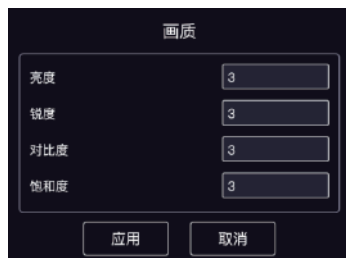 画质
亮度 3
锐度 3
对比度 3
饱和度 3
应用 取消